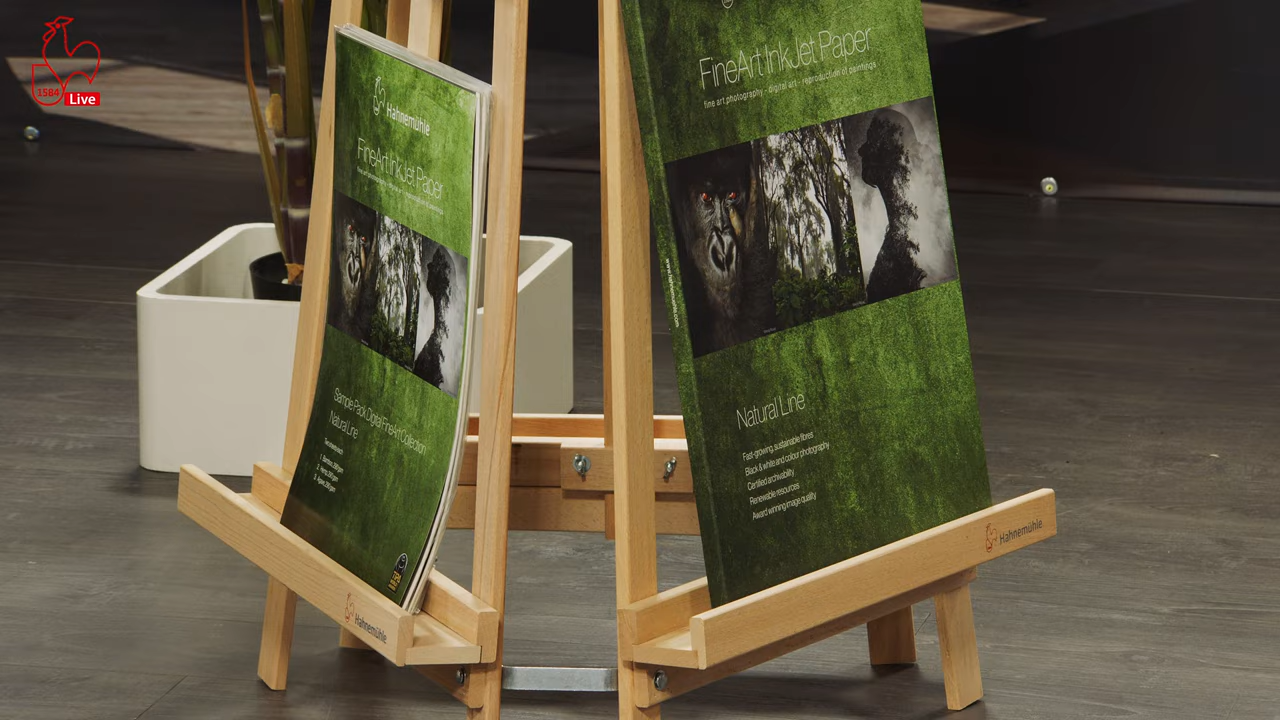 1584
Live
Hahnemühle
FineArt InkJet Paper
Sample Pack Digital FineArt Collection
Natural Line
Hahnemühle
FineArt InkJet Paper
fine art photography - digital art - reproduction of paintings
Natural Line
Fast-growing, sustainable fibres
Black & white and colour photography
Certified archivability
Renewable resources
Award winning image quality
Hahnemühle